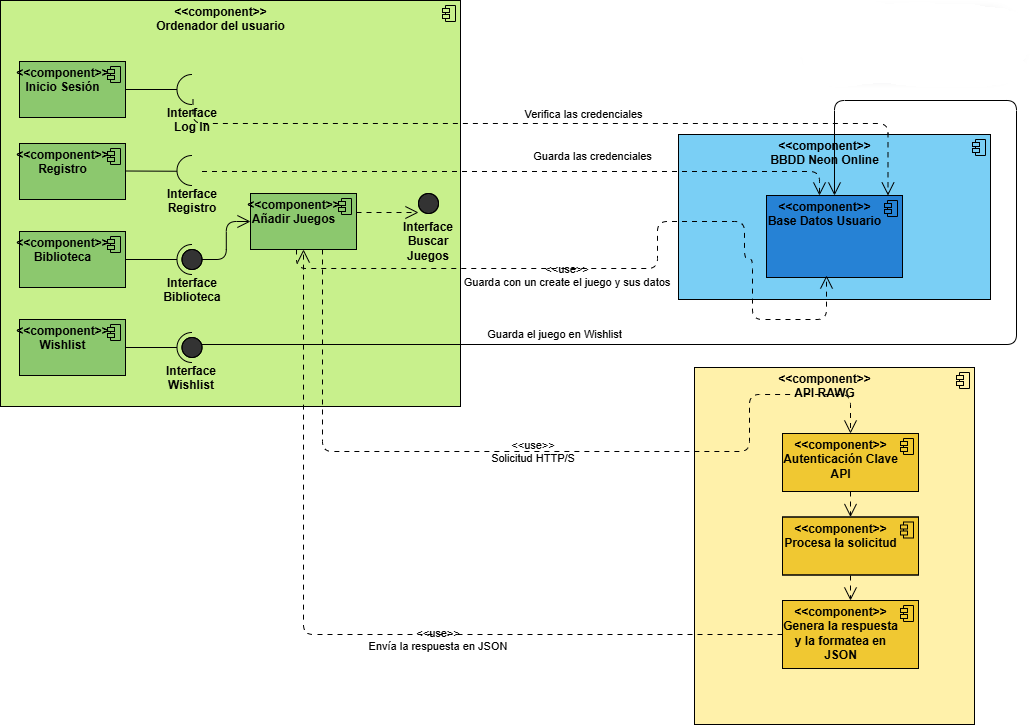 <<component>>
Ordenador del usuario
<<component>>
Inicio Sesión
Interface
Log In
<<component>>
Registro
Interface
Registro
<<component>>
Añadir Juegos
Interface
Buscar
Juegos
<<component>>
Biblioteca
Interface
Biblioteca
<<component>>
Wishlist
Interface
Wishlist
Verifica las credenciales
Guarda las credenciales
<<use>>
Guarda con un create el juego y sus datos
Guarda el juego en Wishlist
<<component>>
BBDD Neon Online
<<component>>
Base Datos Usuario
<<use>>
Solicitud HTTP/S
<<component>>
API RAWG
<<component>>
Autenticación Clave
API
<<component>>
Procesa la solicitud
<<component>>
Genera la respuesta
y la formatea en
JSON
<<use>>
Envía la respuesta en JSON